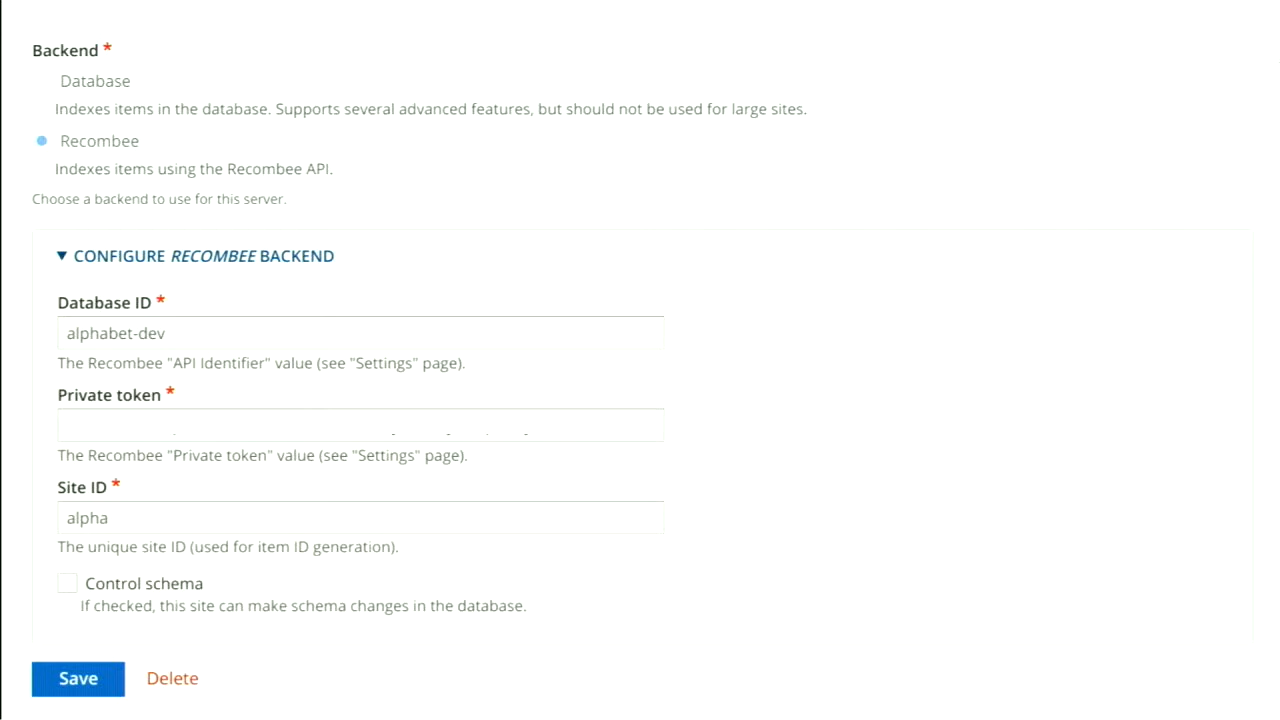 Backend *
Database
Indexes items in the database. Supports several advanced features, but should not be used for large sites.
Recombee
Indexes items using the Recombee API.
Choose a backend to use for this server.
▼ CONFIGURE RECOMBEE BACKEND
Database ID *
alphabet-dev
The Recombee "API Identifier" value (see "Settings" page).
Private token *
The Recombee "Private token" value (see "Settings" page).
Site ID *
alpha
The unique site ID (used for item ID generation).
Control schema
If checked, this site can make schema changes in the database.
Save Delete